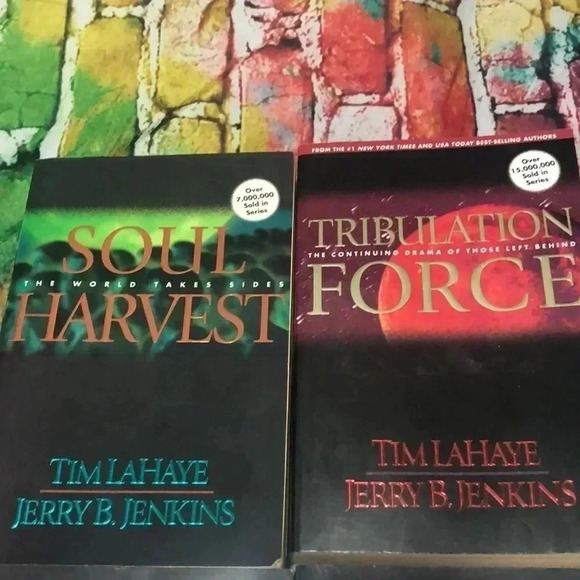 Over
7,000,000
Sold in
Series
SOUL
THE WORLD TAKES SIDES
HARVEST
TIM LAHAYE
JERRY B. JENKINS
FROM THE #1 NEW YORK TIMES AND USA TODAY BEST-SELLING AUTHORS
Over
15,000,000
Sold in
Series
TRIBULATION
THE CONTINUING DRAMA OF THOSE LEFT BEHIND
FORCE
TIM LAHAYE
JERRY B. JENKINS